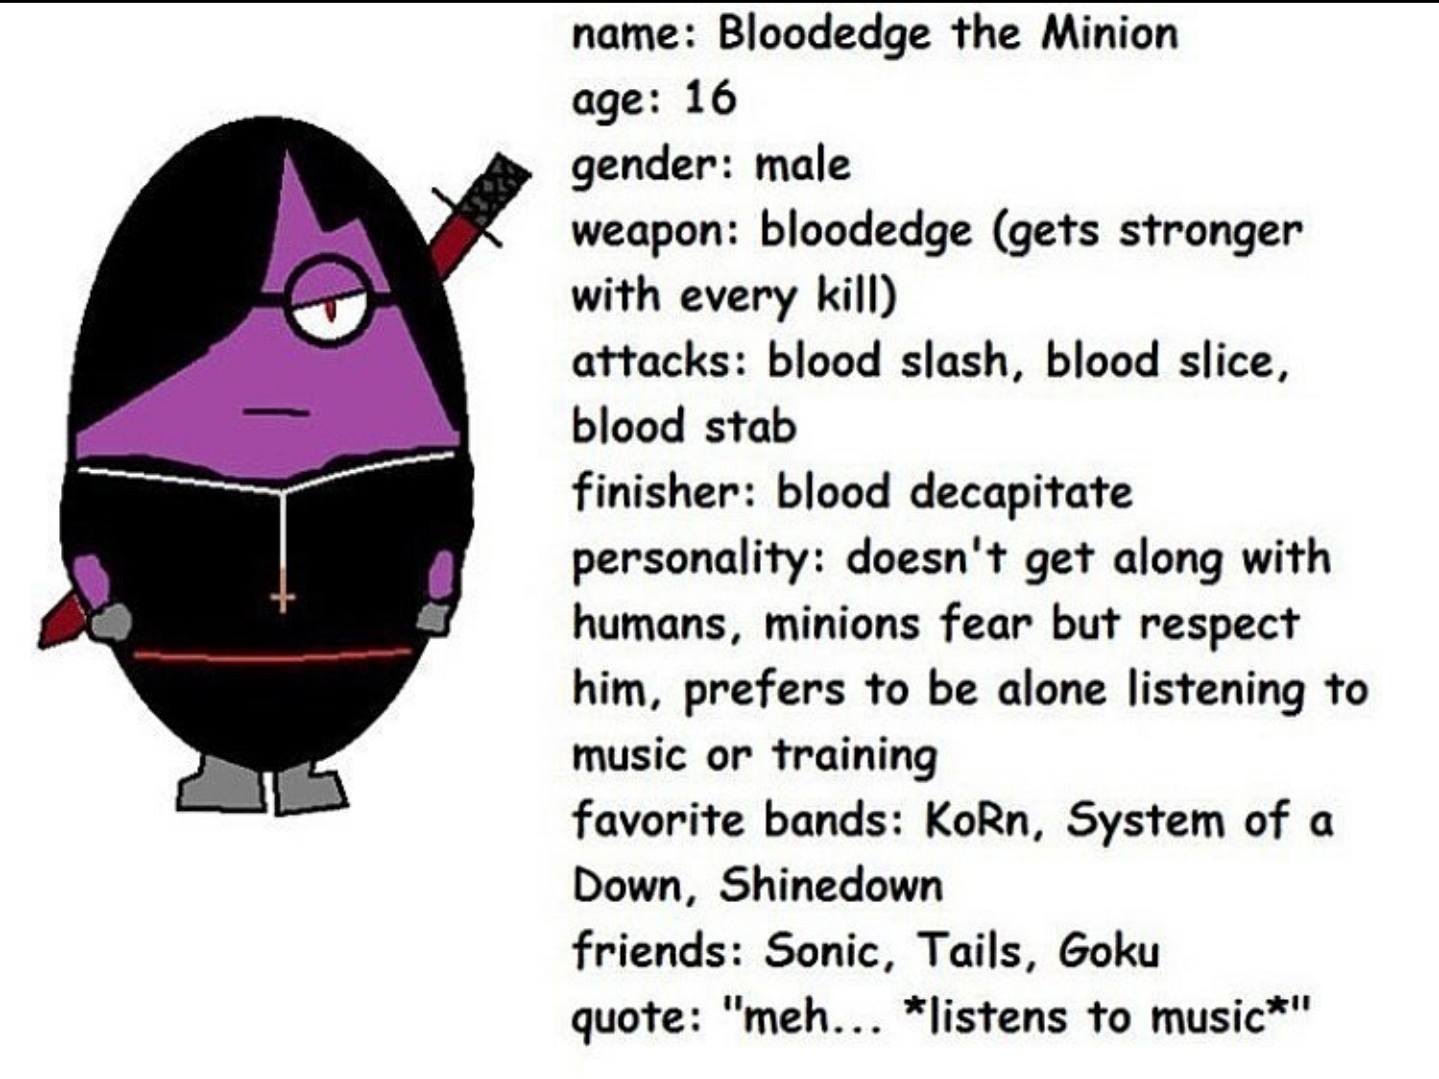 name: Bloodedge the Minion
age: 16
gender: male
weapon: bloodedge (gets stronger
with every kill)
attacks: blood slash, blood slice,
blood stab
finisher: blood decapitate
personality: doesn't get along with
humans, minions fear but respect
him, prefers to be alone listening to
music or training
favorite bands: KoRn, System of a
Down, Shinedown
friends: Sonic, Tails, Goku
quote: "meh... *listens to music*"